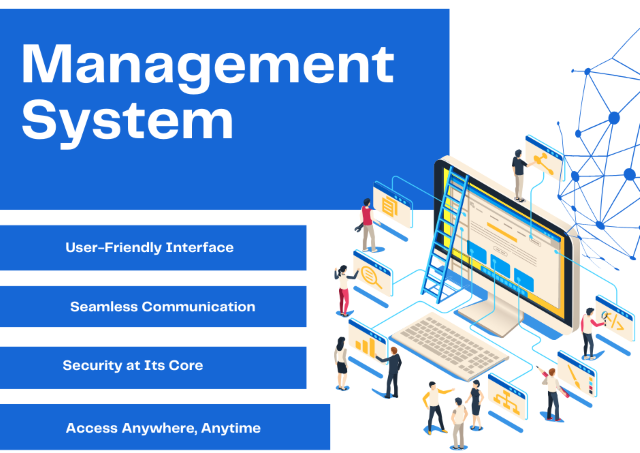 Management
System
User-Friendly Interface
Seamless Communication
Security at Its Core
Access Anywhere, Anytime